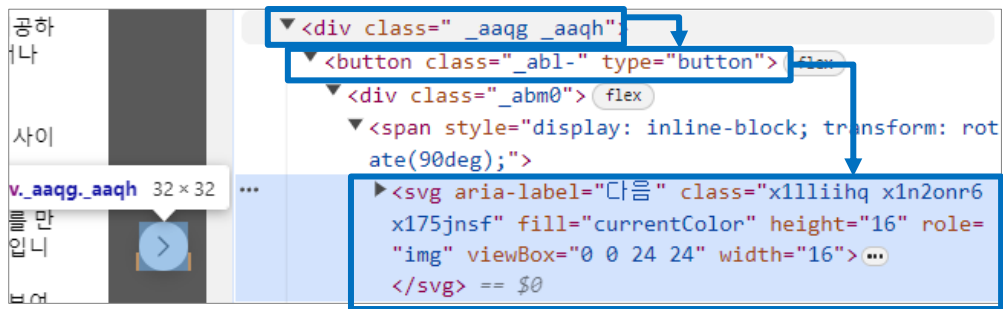 공하
▼<div class=" _aaqg _aaqh">
거나
▼<button class="_abl-" type="button"> flex
▼<div class="_abm0"> flex
사이
▼<span style="display: inline-block; transform: rot
ate(90deg);">
v._aaqg._aaqh 32 × 32
••• ▶<svg aria-label="다음" class="x1lliihq x1n2onr6
를 만
x175jnsf" fill="currentColor" height="16" role=
입니
"img" viewBox="0 0 24 24" width="16">•••
</svg> == $0